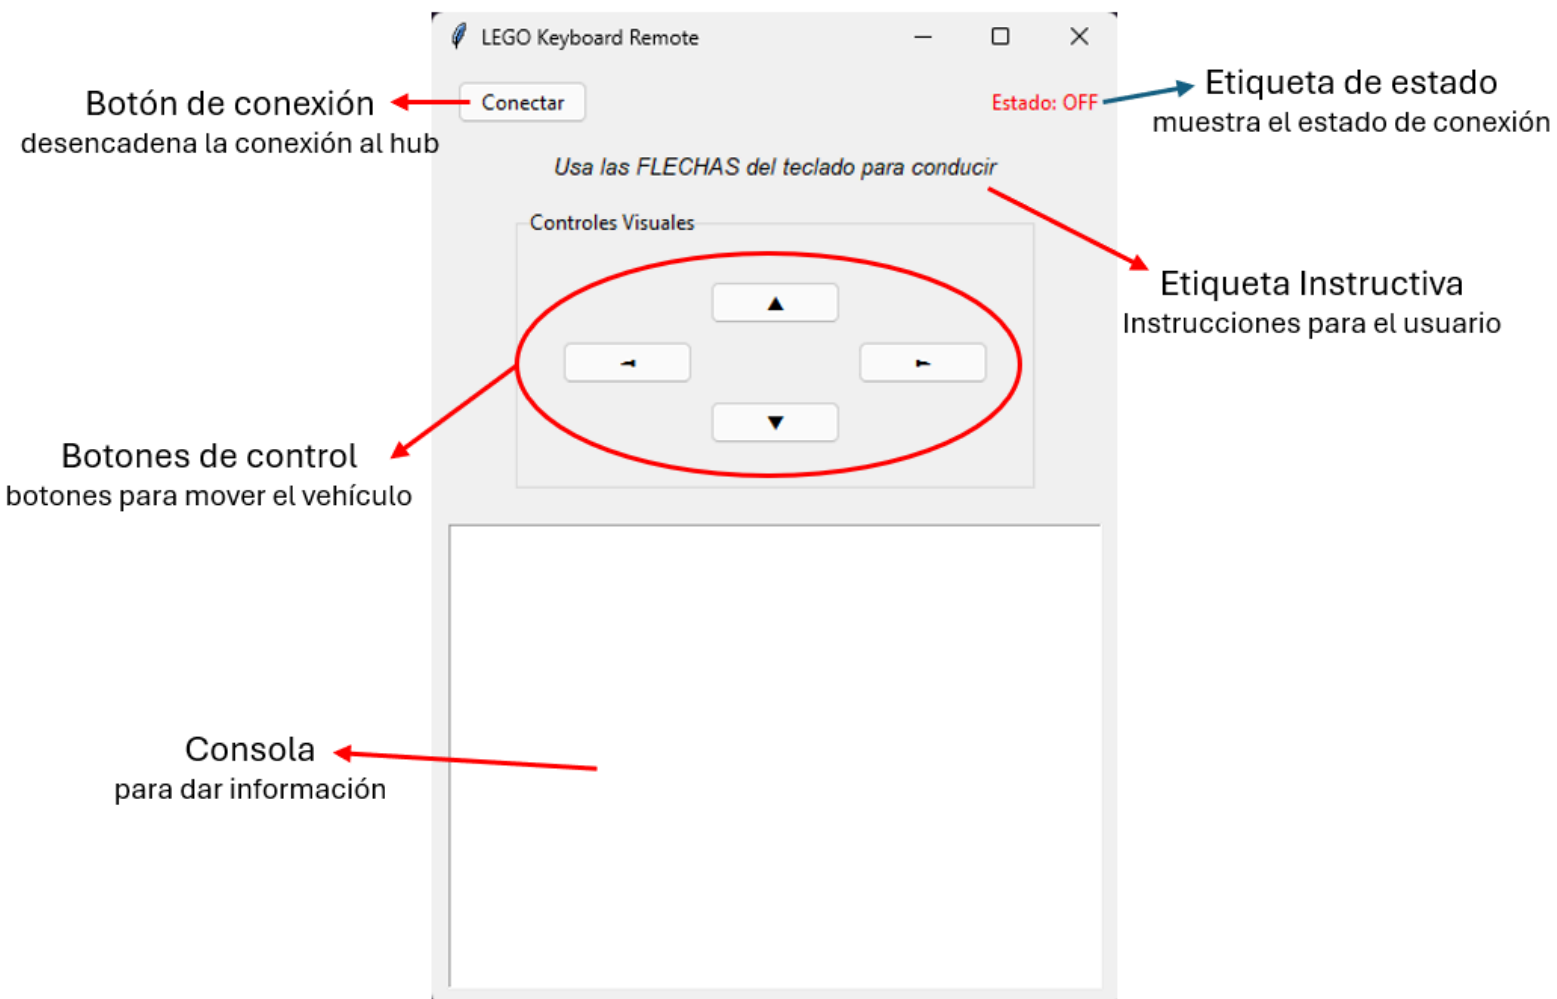 LEGO Keyboard Remote
Botón de conexión
desencadena la conexión al hub
Conectar
Estado: OFF
Etiqueta de estado
muestra el estado de conexión
Usa las FLECHAS del teclado para conducir
Controles Visuales
▲
Etiqueta Instructiva
Instrucciones para el usuario
◄
►
▼
Botones de control
botones para mover el vehículo
Consola
para dar información